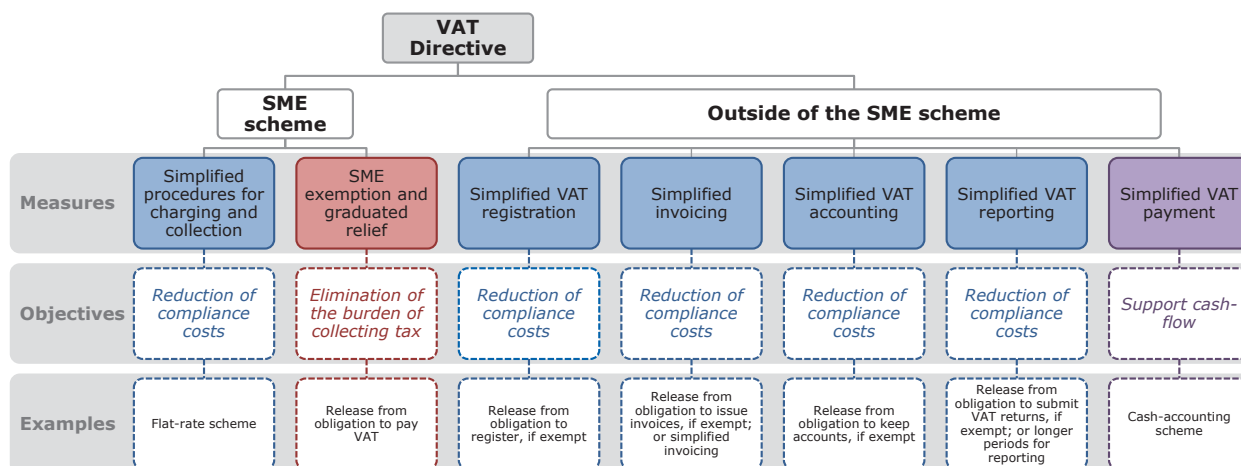 VAT
Directive
SME
scheme
Outside of the SME scheme
Measures
Simplified
procedures for
charging and
collection
SME
exemption and
graduated
relief
Simplified VAT
registration
Simplified
invoicing
Simplified VAT
accounting
Simplified VAT
reporting
Simplified VAT
payment
Objectives
Reduction of
compliance
costs
Elimination of
the burden of
collecting tax
Reduction of
compliance
costs
Reduction of
compliance
costs
Reduction of
compliance
costs
Reduction of
compliance
costs
Support cash-
flow
Examples
Flat-rate scheme
Release from
obligation to pay
VAT
Release from
obligation to
register, if exempt
Release from
obligation to issue
invoices, if exempt;
or simplified
invoicing
Release from
obligation to keep
accounts, if exempt
Release from
obligation to submit
VAT returns, if
exempt; or longer
periods for
reporting
Cash-accounting
scheme